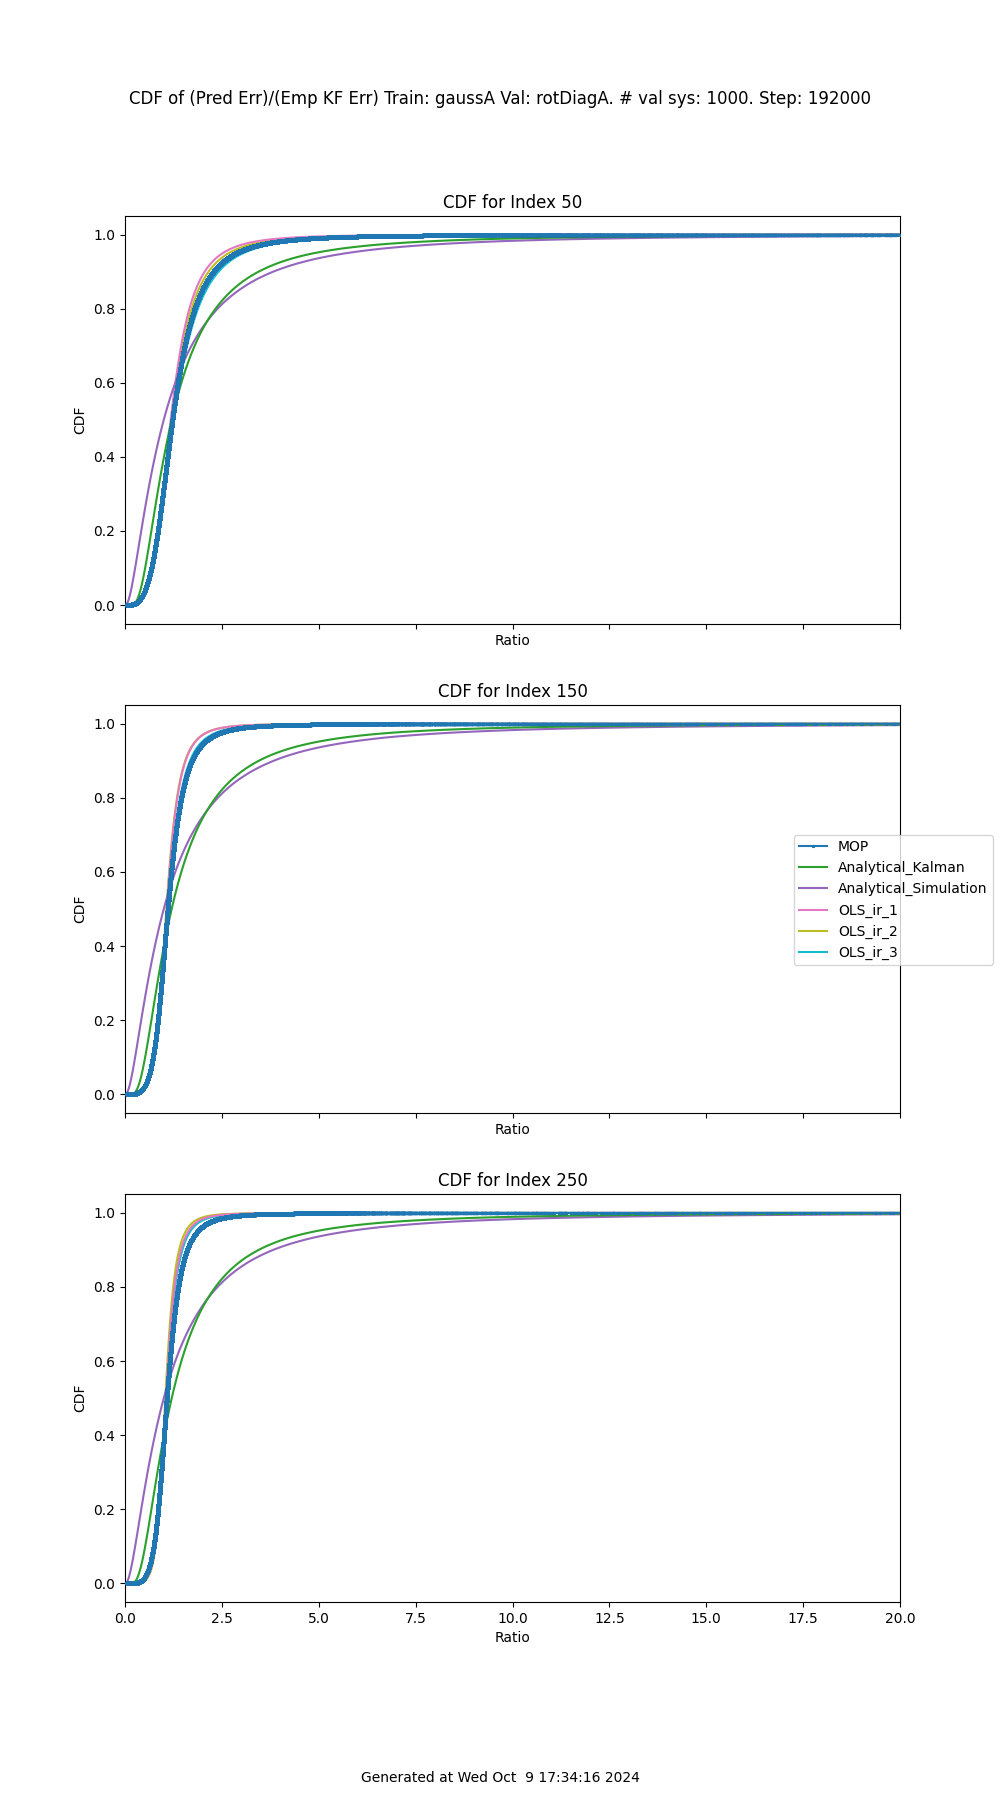 CDF of (Pred Err)/(Emp KF Err) Train: gaussA Val: rotDiagA. # val sys: 1000. Step: 192000
CDF for Index 50
1.0
0.8
0.6
0.4
0.2
0.0
CDF
Ratio
CDF for Index 150
1.0
0.8
0.6
0.4
0.2
0.0
CDF
Ratio
MOP
Analytical_Kalman
Analytical_Simulation
OLS_ir_1
OLS_ir_2
OLS_ir_3
CDF for Index 250
1.0
0.8
0.6
0.4
0.2
0.0
CDF
0.0 2.5 5.0 7.5 10.0 12.5 15.0 17.5 20.0
Ratio
Generated at Wed Oct  9 17:34:16 2024